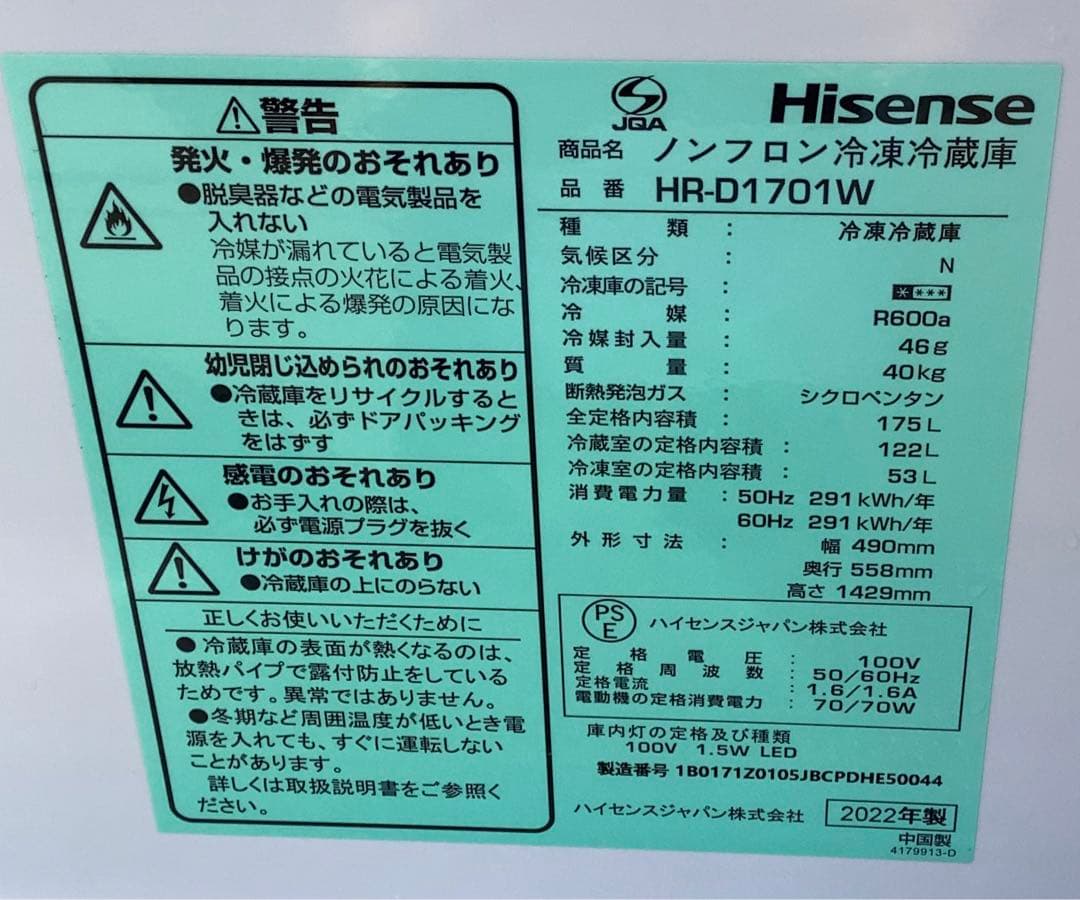 警告
発火・爆発のおそれあり
●脱臭器などの電気製品を
入れない
冷媒が漏れていると電気製
品の接点の火花による着火、
着火による爆発の原因にな
ります。
幼児閉じ込められのおそれあり
●冷蔵庫をリサイクルすると
きは、必ずドアパッキング
をはずす
感電のおそれあり
●お手入れの際は、
必ず電源プラグを抜く
けがのおそれあり
●冷蔵庫の上にのらない
正しくお使いいただくために
●冷蔵庫の表面が熱くなるのは、
放熱パイプで露付防止をしている
ためです。異常ではありません。
●冬期など周囲温度が低いとき電
源を入れても、すぐに運転しない
ことがあります。
詳しくは取扱説明書をご参照く
ださい。
JQA
Hisense
商品名 ノンフロン冷凍冷蔵庫
品番 HR-D1701W
種類 : 冷凍冷蔵庫
気候区分 : N
冷凍庫の記号 : ****
冷媒 : R600a
冷媒封入量 : 46g
質量 : 40kg
断熱発泡ガス : シクロペンタン
全定格内容積 : 175L
冷蔵室の定格内容積 : 122L
冷凍室の定格内容積 : 53L
消費電力量 : 50Hz 291kWh/年
60Hz 291kWh/年
外形寸法 : 幅 490mm
奥行 558mm
高さ 1429mm
PSE ハイセンスジャパン株式会社
定格電圧 : 100V
定格周波数 : 50/60Hz
定格電流 : 1.6/1.6A
電動機の定格消費電力 : 70/70W
庫内灯の定格及び種類
100V 1.5W LED
製造番号 1B0171Z0105JBCPDHE50044
ハイセンスジャパン株式会社 2022年製
中国製
4179913-D